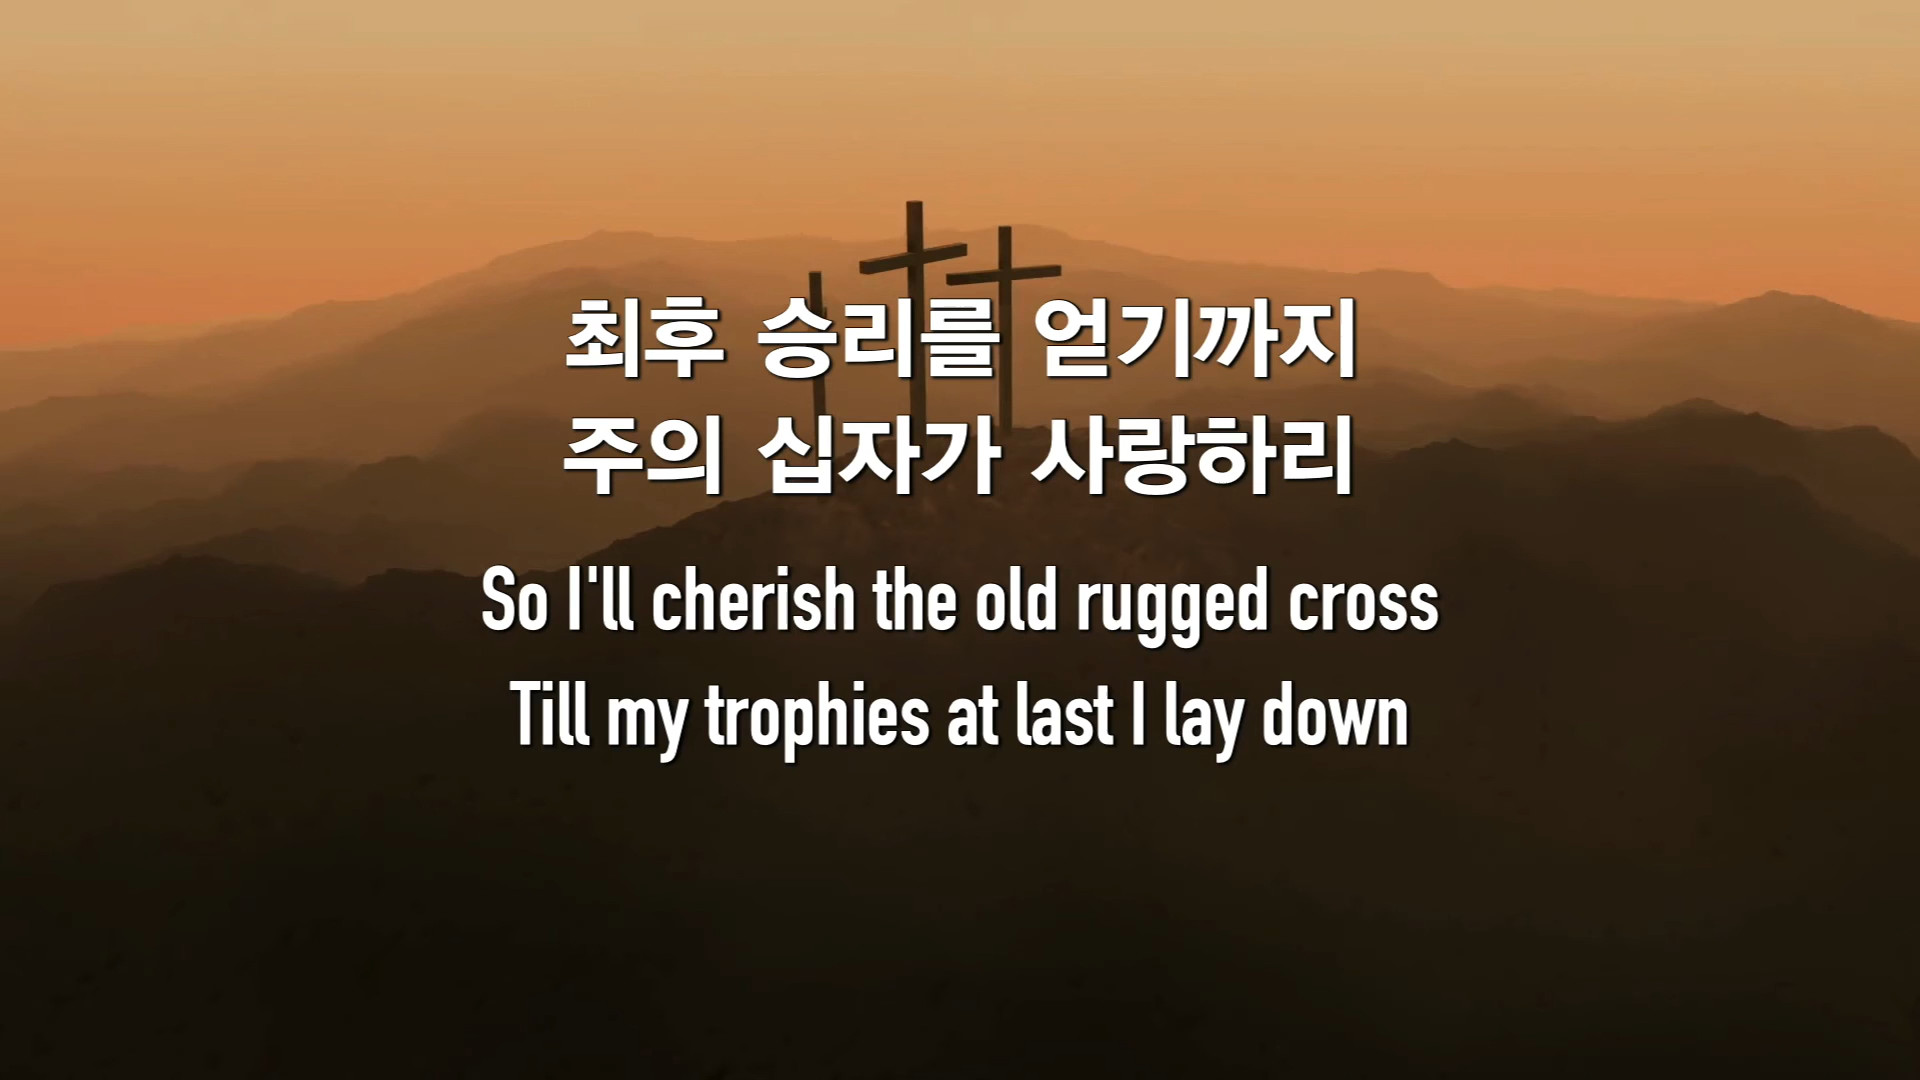 최후 승리를 얻기까지
주의 십자가 사랑하리
So I'll cherish the old rugged cross
Till my trophies at last I lay down